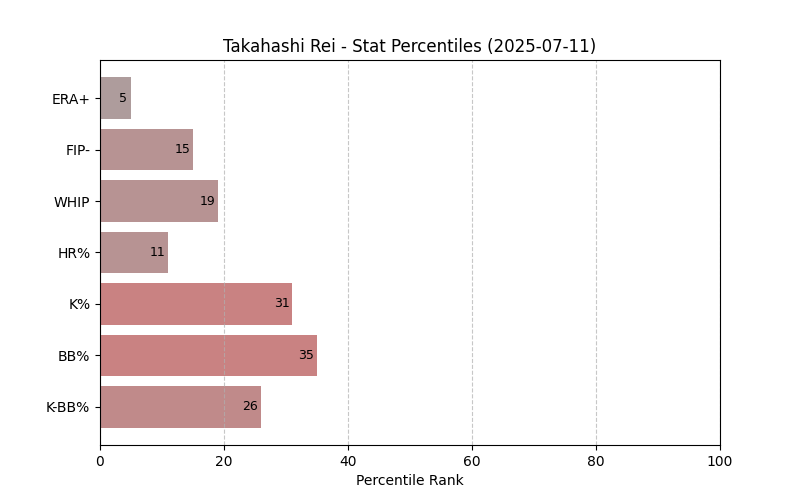 Takahashi Rei - Stat Percentiles (2025-07-11)
ERA+ 5
FIP- 15
WHIP 19
HR% 11
K% 31
BB% 35
K-BB% 26
0 20 40 60 80 100
Percentile Rank